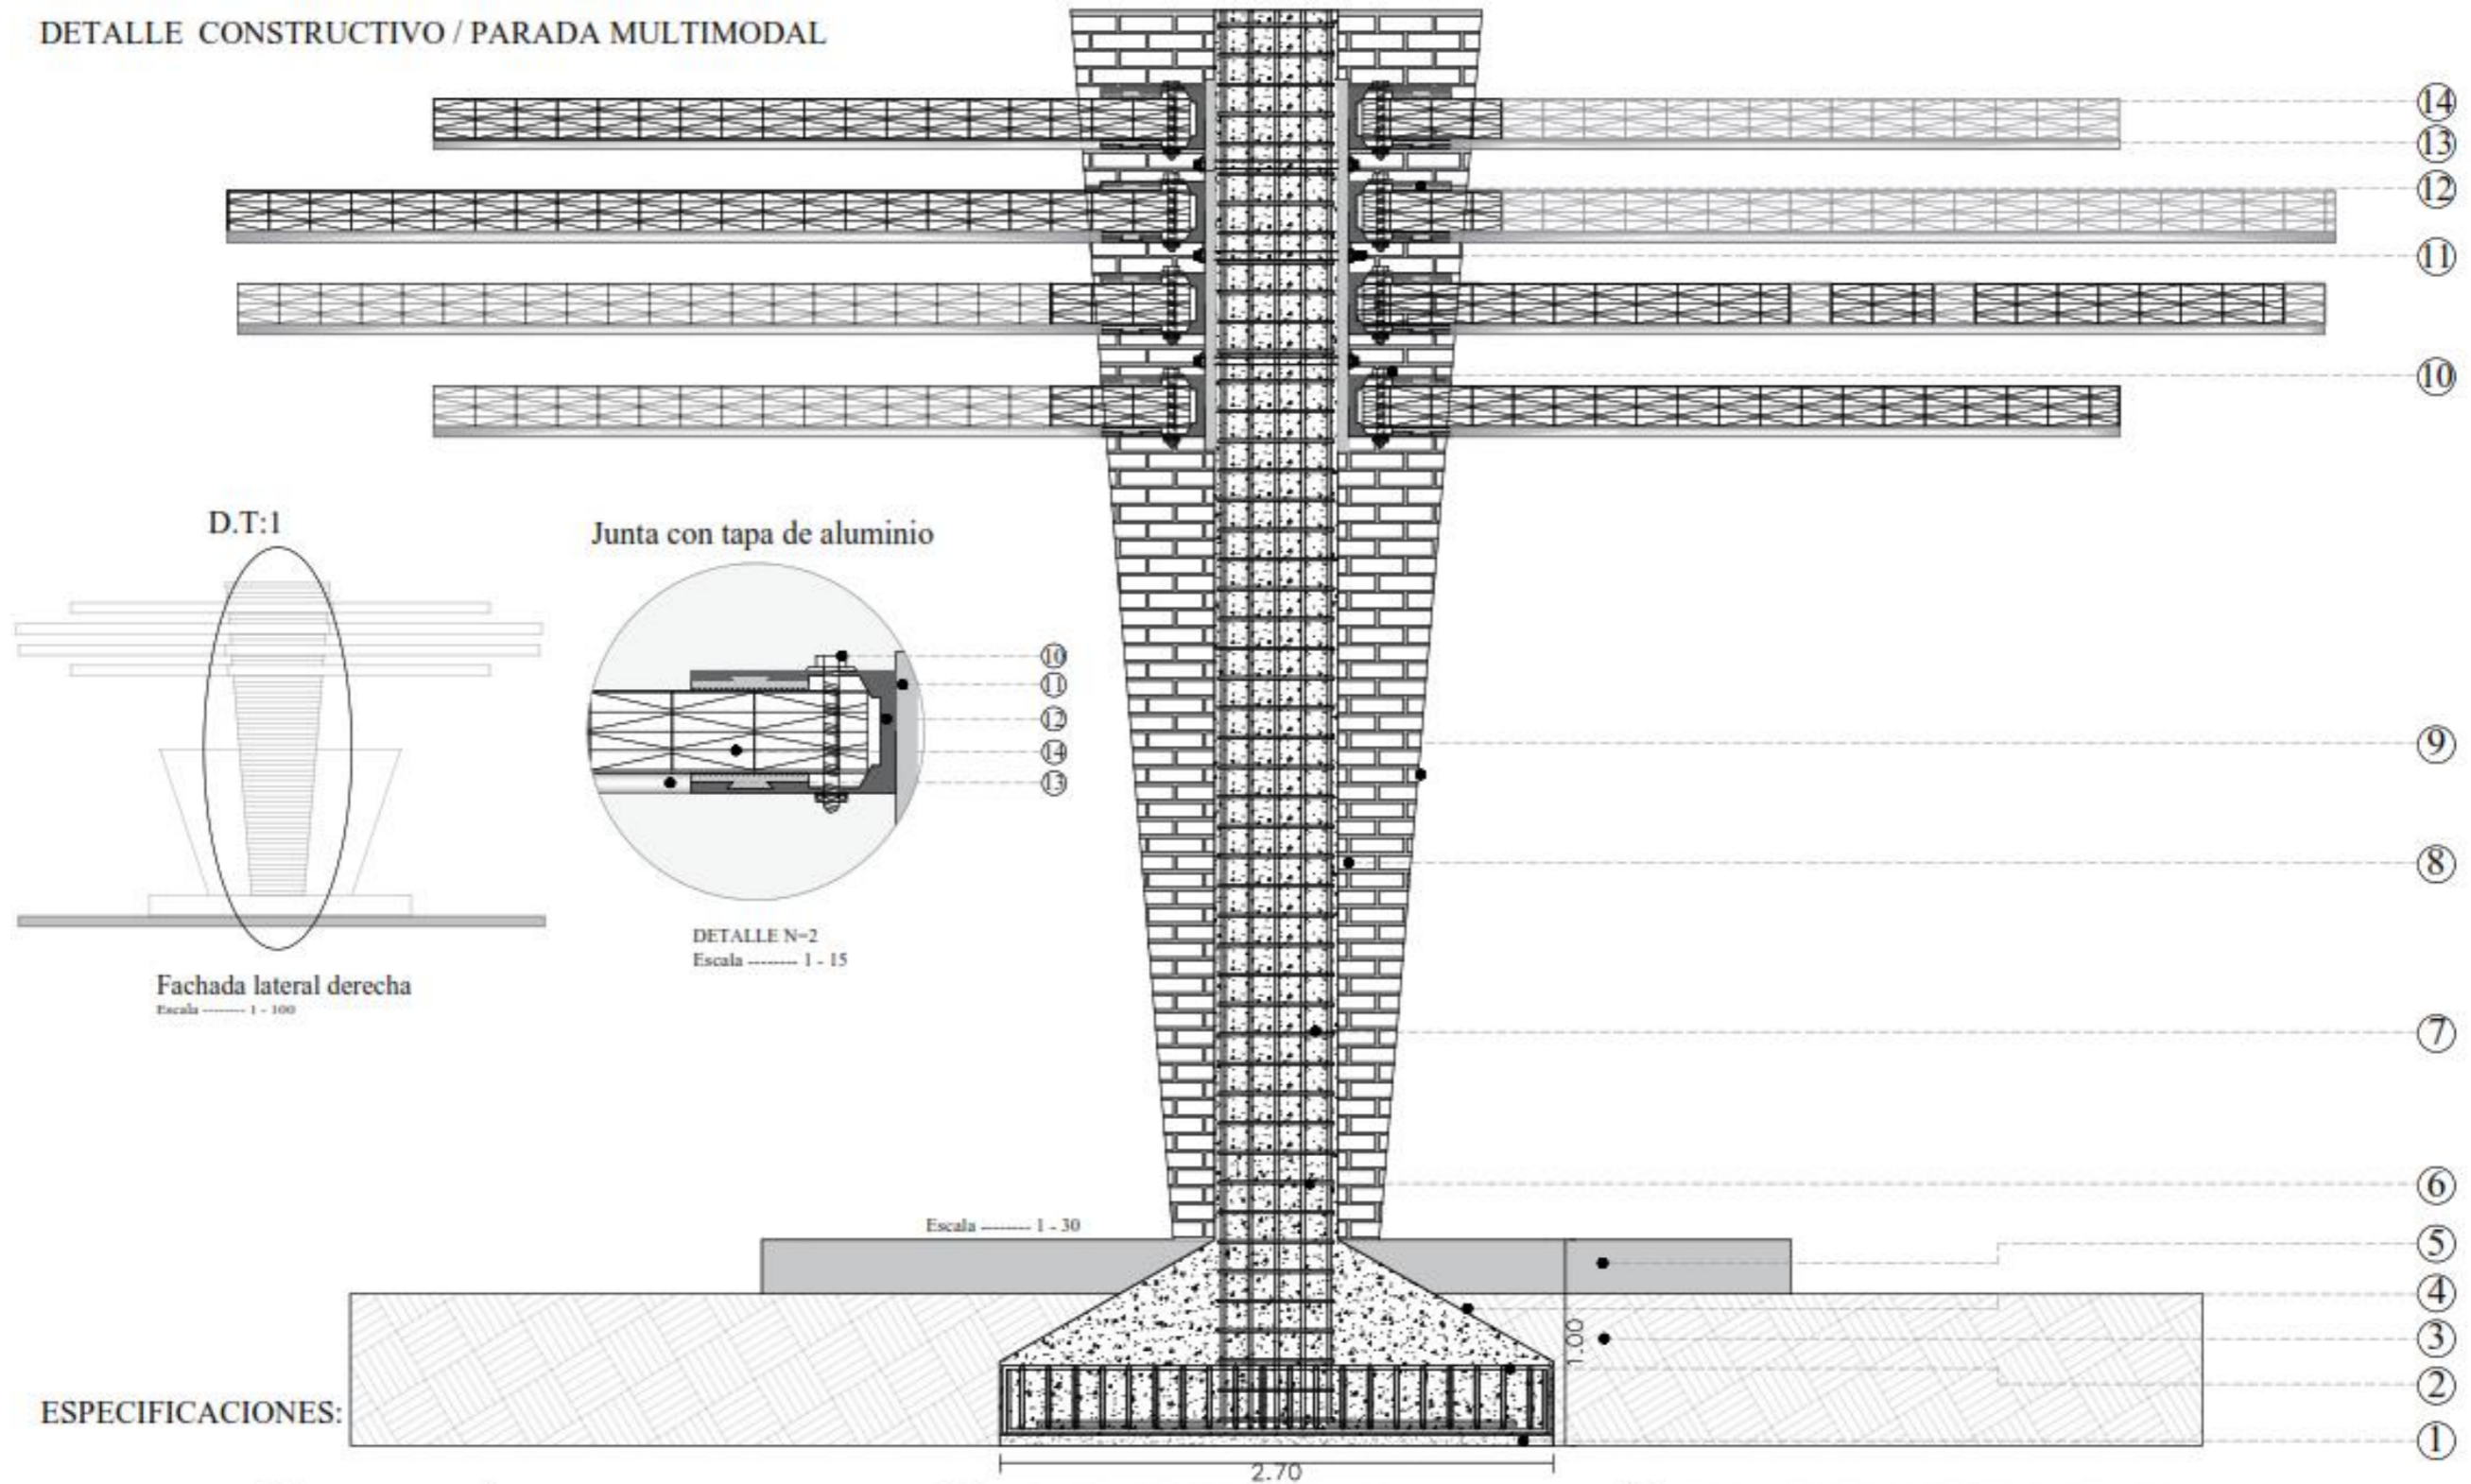 DETALLE CONSTRUCTIVO / PARADA MULTIMODAL
14
13
12
11
10
D.T:1
Junta con tapa de aluminio
10
11
12
14
13
9
8
7
DETALLE N=2
Escala -------- 1 - 15
Fachada lateral derecha
Escala -------- 1 - 100
6
Escala -------- 1 - 30
5
4
3
1.00
2
ESPECIFICACIONES:
1
2.70